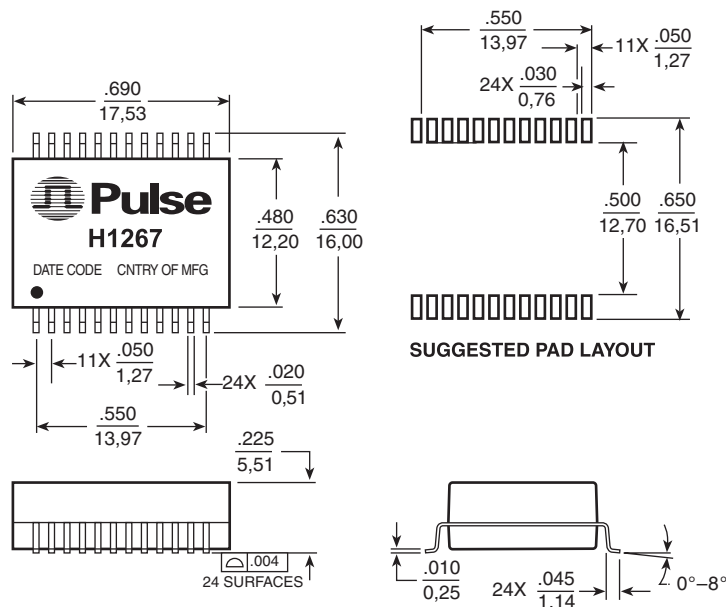 .690
17,53
Pulse
H1267
DATE CODE CNTRY OF MFG
.480
12,20
.630
16,00
11X .050
1,27
24X .020
0,51
.550
13,97
.550
13,97
11X .050
1,27
24X .030
0,76
.500
12,70
.650
16,51
SUGGESTED PAD LAYOUT
.225
5,51
.004
24 SURFACES
.010
0,25
24X .045
1,14
0°–8°